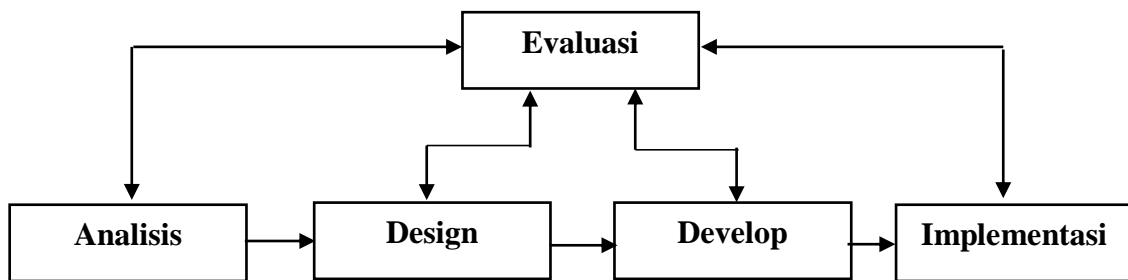 Evaluasi
Analisis
Design
Develop
Implementasi